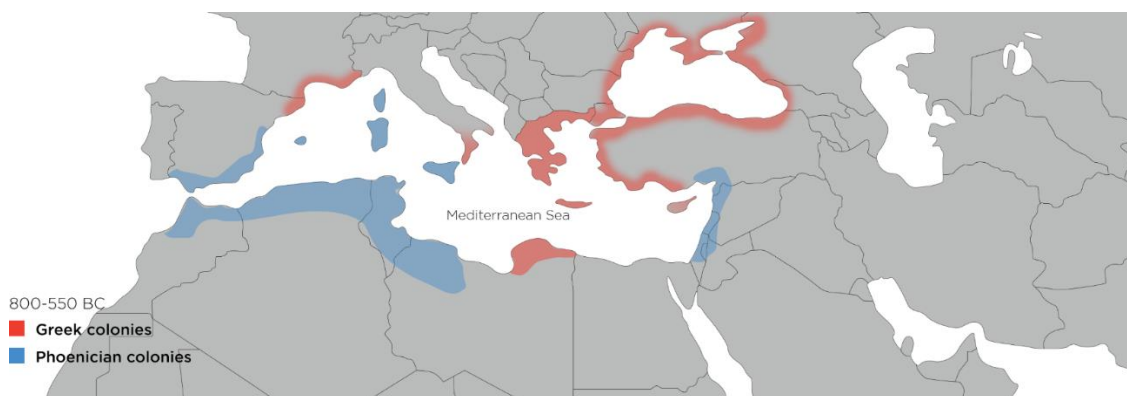 Mediterranean Sea
800-550 BC
Greek colonies
Phoenician colonies